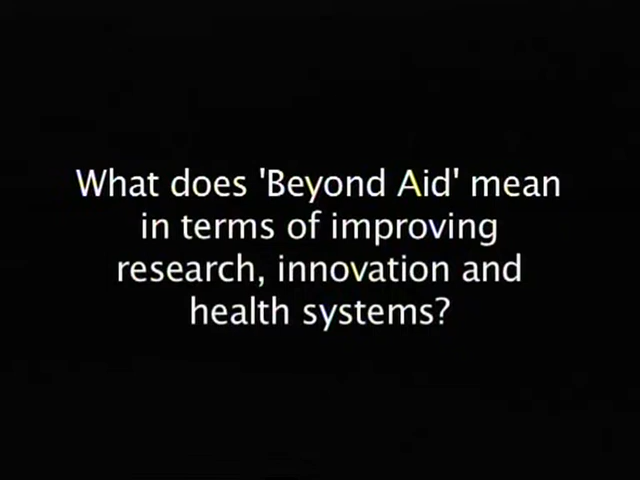 What does 'Beyond Aid' mean
in terms of improving
research, innovation and
health systems?